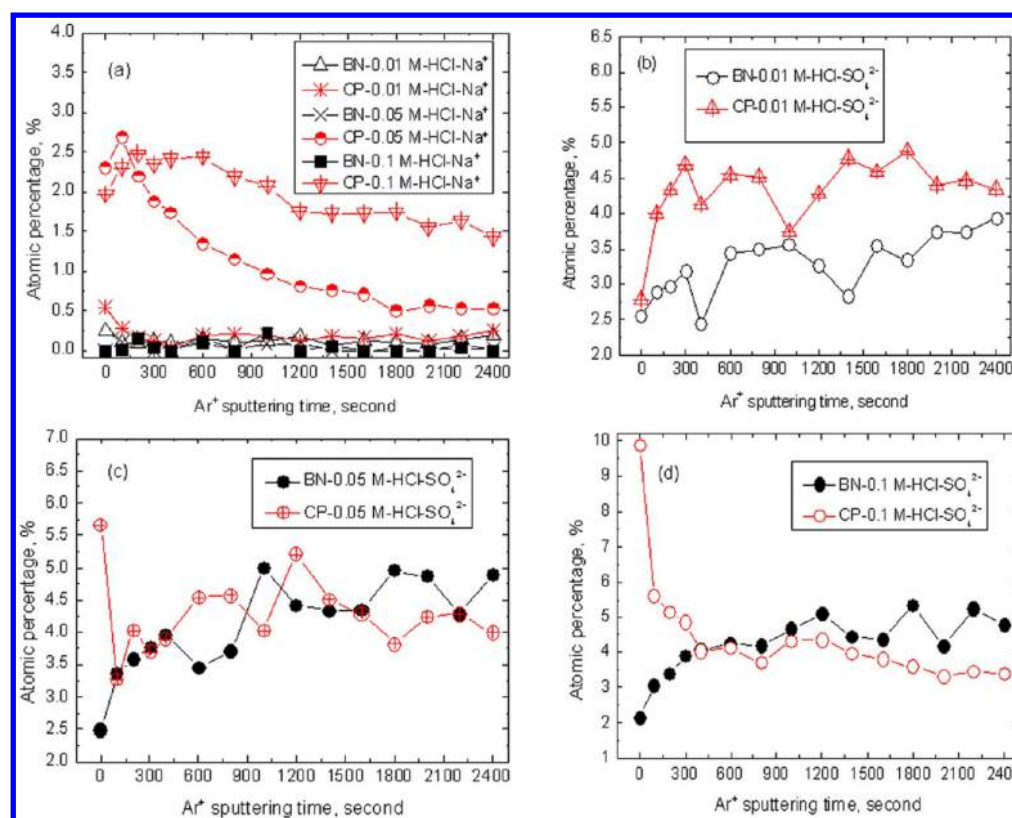 (a)
BN-0.01 M-HCl-Na⁺
CP-0.01 M-HCl-Na⁺
BN-0.05 M-HCl-Na⁺
CP-0.05 M-HCl-Na⁺
BN-0.1 M-HCl-Na⁺
CP-0.1 M-HCl-Na⁺
Atomic percentage, %
4.0
3.5
3.0
2.5
2.0
1.5
1.0
0.5
0.0
0 300 600 900 1200 1500 1800 2100 2400
Ar⁺ sputtering time, second
(b)
BN-0.01 M-HCl-SO₄²⁻
CP-0.01 M-HCl-SO₄²⁻
Atomic percentage, %
6.5
6.0
5.5
5.0
4.5
4.0
3.5
3.0
2.5
2.0
0 300 600 900 1200 1500 1800 2100 2400
Ar⁺ sputtering time, second
(c)
BN-0.05 M-HCl-SO₄²⁻
CP-0.05 M-HCl-SO₄²⁻
Atomic percentage, %
7.0
6.5
6.0
5.5
5.0
4.5
4.0
3.5
3.0
2.5
2.0
0 300 600 900 1200 1500 1800 2100 2400
Ar⁺ sputtering time, second
(d)
BN-0.1 M-HCl-SO₄²⁻
CP-0.1 M-HCl-SO₄²⁻
Atomic percentage, %
10
9
8
7
6
5
4
3
2
1
0 300 600 900 1200 1500 1800 2100 2400
Ar⁺ sputtering time, second